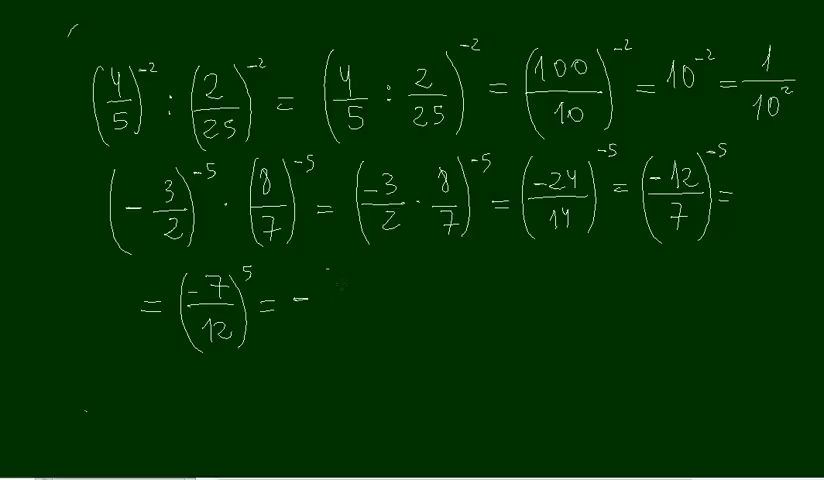 (4/5)^-2 : (2/25)^-2 = (4/5 : 2/25)^-2 = (100/10)^-2 = 10^-2 = 1/10^2
(- 3/2)^-5 · (8/7)^-5 = (-3/2 · 8/7)^-5 = (-24/14)^-5 = (-12/7)^-5 =
= (-7/12)^5 = -